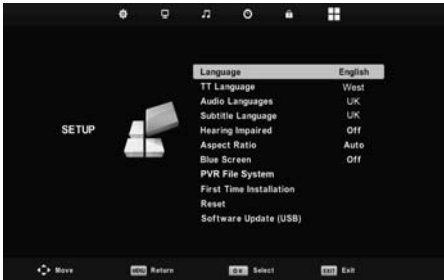 Language English
TT Language West
Audio Languages UK
Subtitle Language UK
SETUP
Hearing Impaired Off
Aspect Ratio Auto
Blue Screen Off
PVR File System
First Time Installation
Reset
Software Update (USB)
Move MENU Return OK Select EXIT Exit